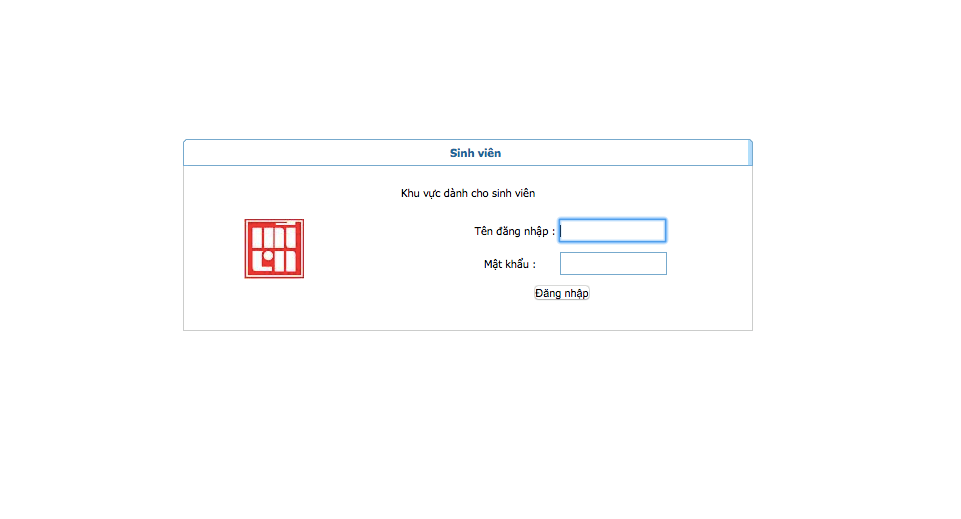 Sinh viên
Khu vực dành cho sinh viên
Tên đăng nhập :
Mật khẩu :
Đăng nhập